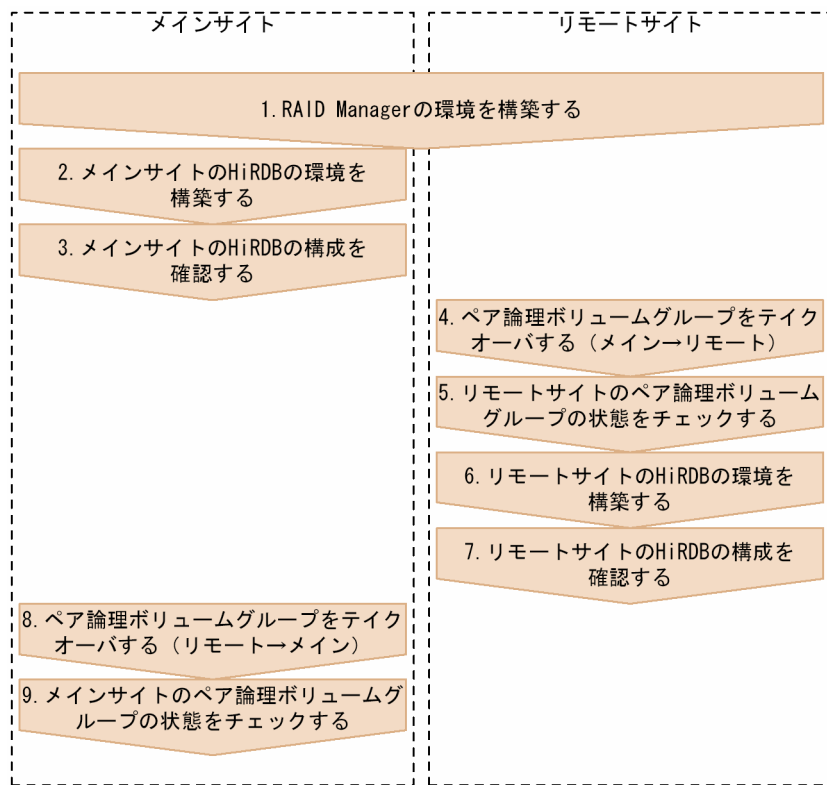 メインサイト
リモートサイト
1.RAID Managerの環境を構築する
2.メインサイトのHiRDBの環境を
構築する
3.メインサイトのHiRDBの構成を
確認する
4.ペア論理ボリュームグループをテイク
オーバする（メイン→リモート）
5.リモートサイトのペア論理ボリューム
グループの状態をチェックする
6.リモートサイトのHiRDBの環境を
構築する
7.リモートサイトのHiRDBの構成を
確認する
8.ペア論理ボリュームグループをテイク
オーバする（リモート→メイン）
9.メインサイトのペア論理ボリュームグ
ループの状態をチェックする